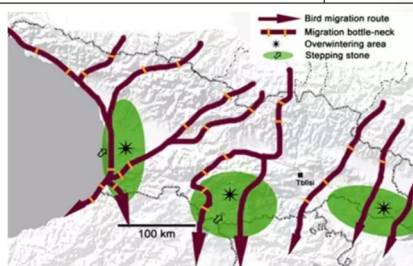 Bird migration route
Migration bottle-neck
Overwintering area
Stepping stone
Tbilisi
100 km